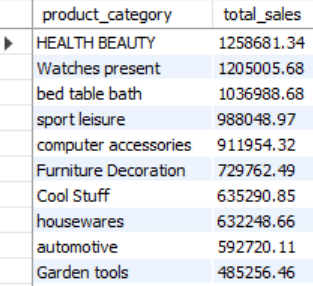 product_category total_sales
HEALTH BEAUTY 1258681.34
Watches present 1205005.68
bed table bath 1036988.68
sport leisure 988048.97
computer accessories 911954.32
Furniture Decoration 729762.49
Cool Stuff 635290.85
housewares 632248.66
automotive 592720.11
Garden tools 485256.46